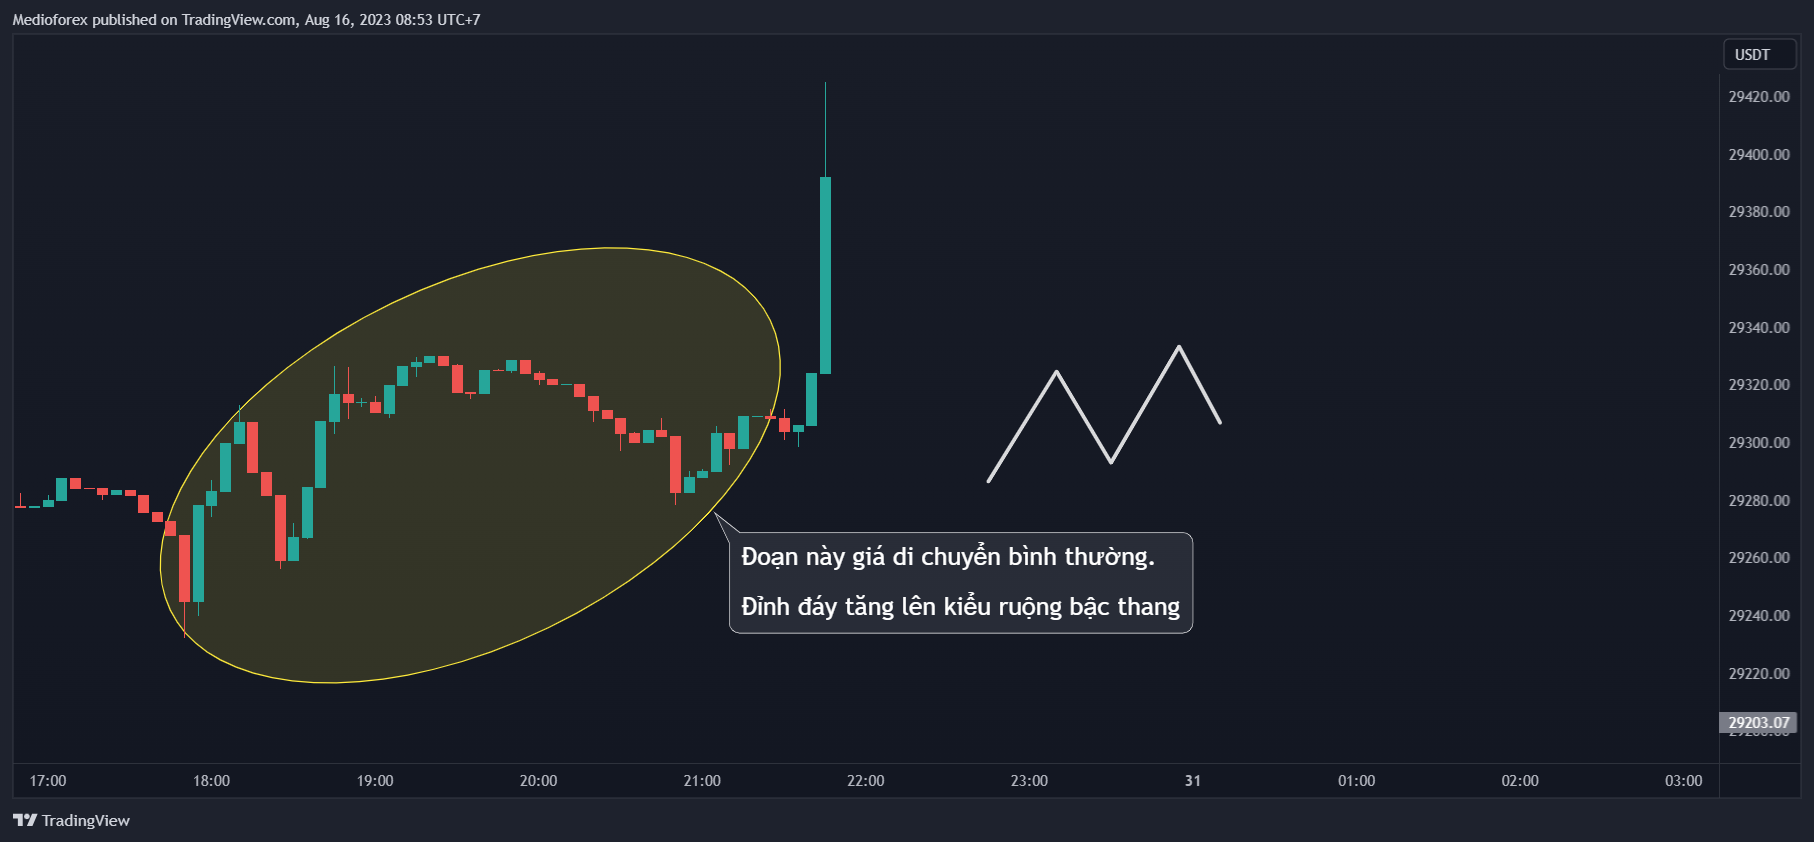 Medioforex published on TradingView.com, Aug 16, 2023 08:53 UTC+7
USDT
29420.00
29400.00
29380.00
29360.00
29340.00
29320.00
29300.00
29280.00
29260.00
29240.00
29220.00
29203.07
Đoạn này giá di chuyển bình thường.
Đỉnh đáy tăng lên kiểu ruộng bậc thang
17:00 18:00 19:00 20:00 21:00 22:00 23:00 31 01:00 02:00 03:00
TradingView